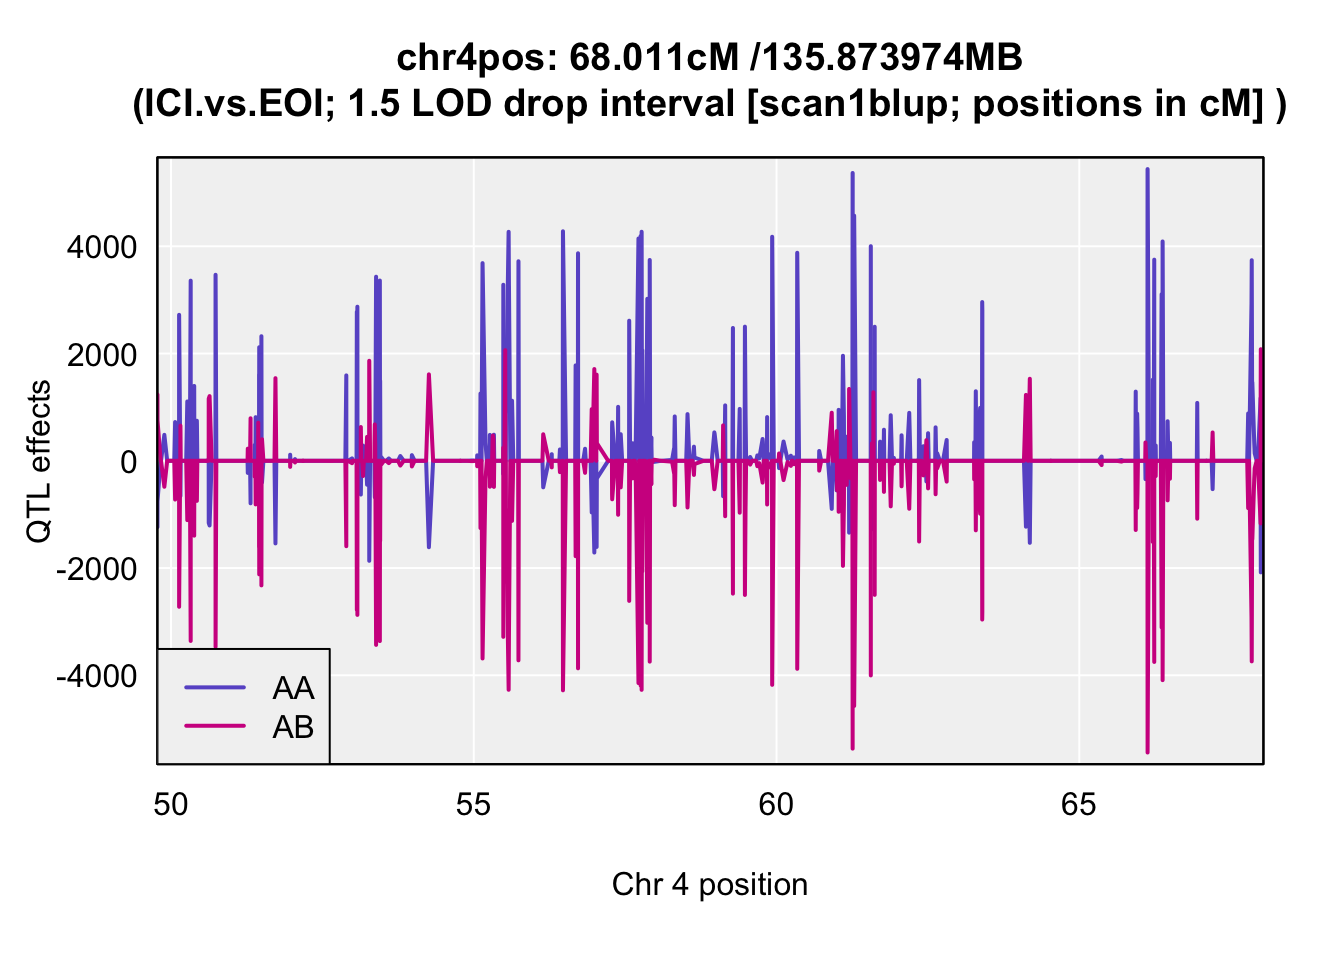 chr4pos: 68.011cM /135.873974MB
(ICI.vs.EOI; 1.5 LOD drop interval [scan1blup; positions in cM] )
QTL effects
4000
2000
0
-2000
-4000
AA
AB
50 55 60 65
Chr 4 position